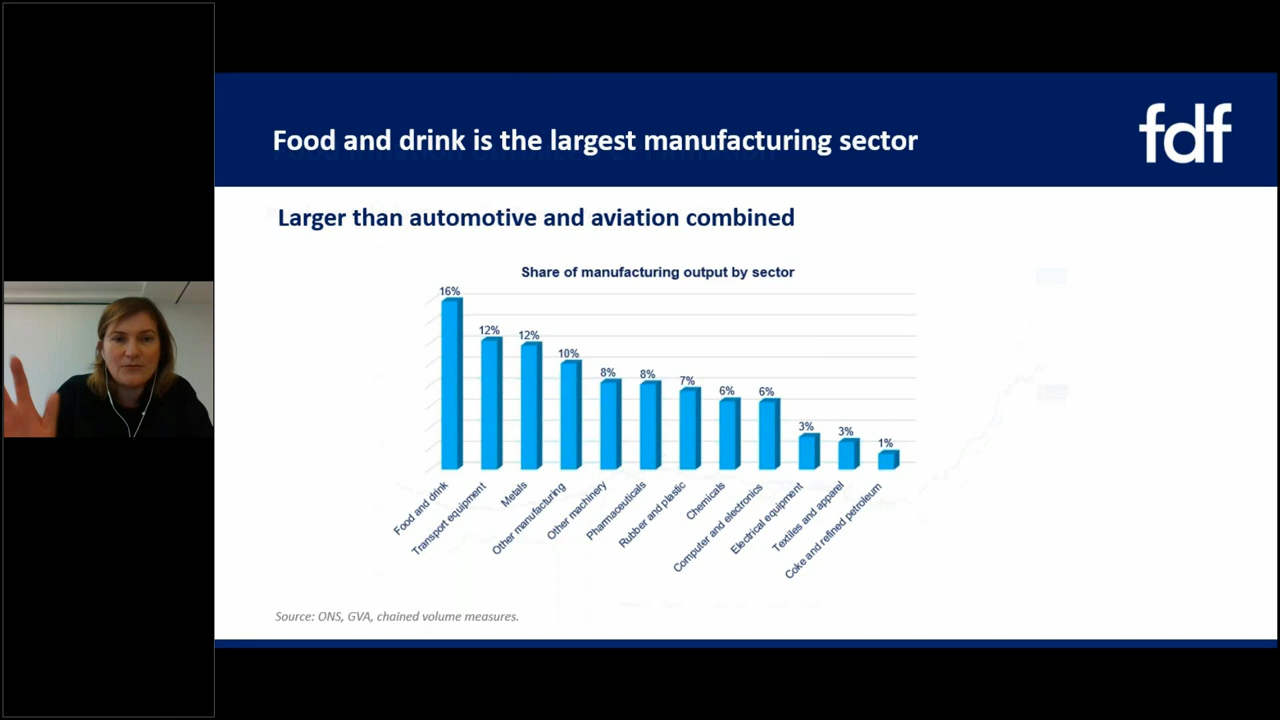 Food and drink is the largest manufacturing sector
fdf
Larger than automotive and aviation combined
Share of manufacturing output by sector
16%
12%
12%
10%
8%
8%
7%
6%
6%
3%
3%
1%
Food and drink
Transport equipment
Metals
Other manufacturing
Other machinery
Pharmaceuticals
Rubber and plastic
Chemicals
Computer and electronics
Electrical equipment
Textiles and apparel
Coke and refined petroleum
Source: ONS, GVA, chained volume measures.